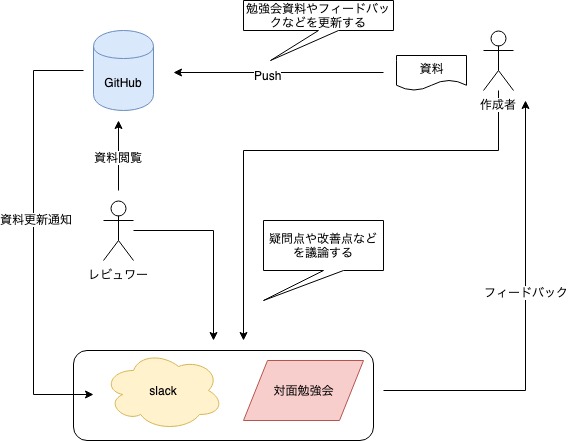 勉強会資料やフィードバッ
クなどを更新する
GitHub
Push
資料
作成者
資料閲覧
資料更新通知
レビュワー
疑問点や改善点など
を議論する
フィードバック
slack
対面勉強会